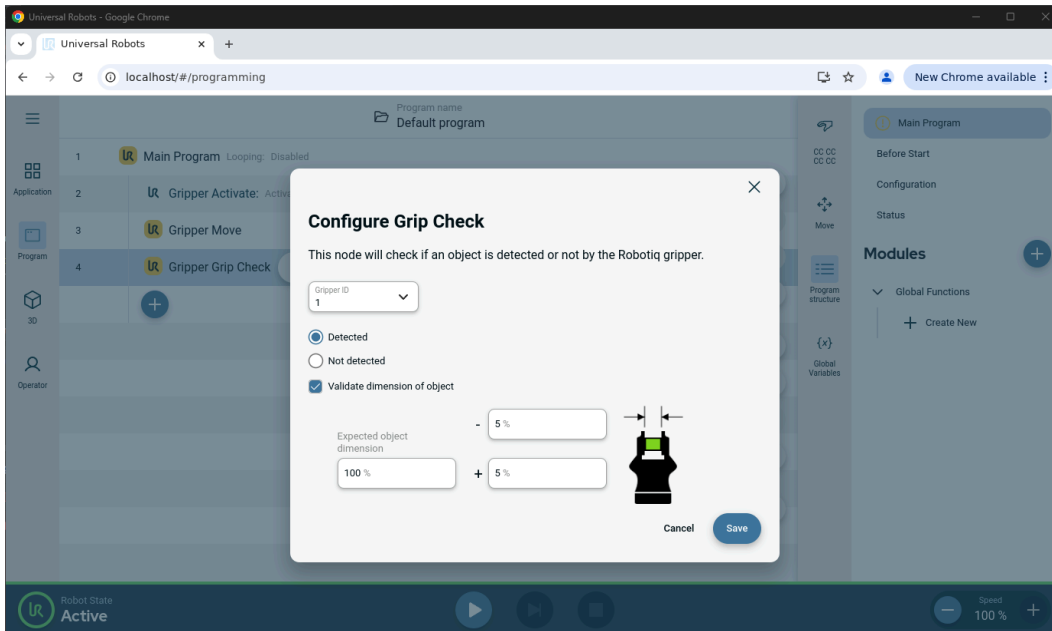 Universal Robots - Google Chrome
Universal Robots
localhost/#/programming
New Chrome available
Program name
Default program
Application
Program
3D
Operator
1 Main Program Looping: Disabled
2 Gripper Activate:
3 Gripper Move
4 Gripper Grip Check
Configure Grip Check
This node will check if an object is detected or not by the Robotiq gripper.
Gripper ID
1
Detected
Not detected
Validate dimension of object
Expected object
dimension
100 %
- 5 %
+ 5 %
Cancel
Save
CC CC
CC CC
Move
Program
structure
{x}
Global
Variables
Main Program
Before Start
Configuration
Status
Modules
Global Functions
Create New
Robot State
Active
Speed
100 %